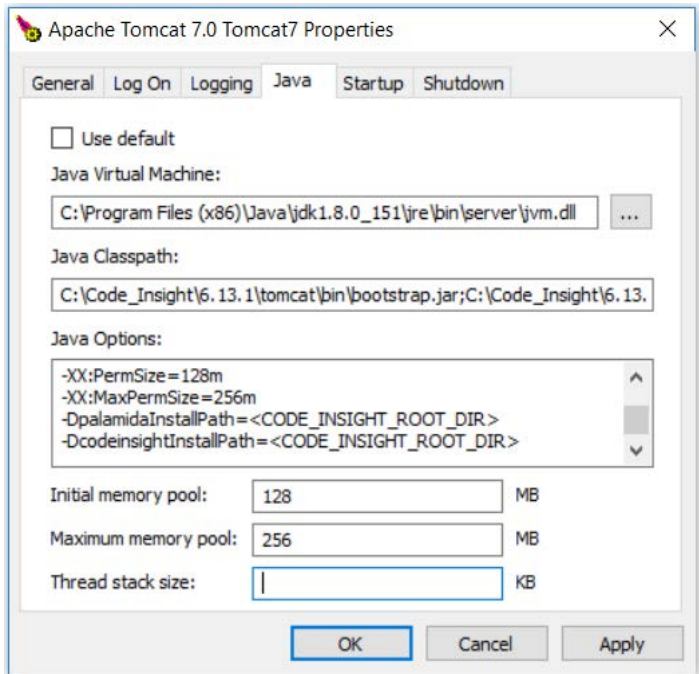 Apache Tomcat 7.0 Tomcat7 Properties
General Log On Logging Java Startup Shutdown
Use default
Java Virtual Machine:
C:\Program Files (x86)\Java\jdk1.8.0_151\jre\bin\server\jvm.dll ...
Java Classpath:
C:\Code_Insight\6.13.1\tomcat\bin\bootstrap.jar;C:\Code_Insight\6.13.
Java Options:
-XX:PermSize=128m
-XX:MaxPermSize=256m
-DpalamidaInstallPath=<CODE_INSIGHT_ROOT_DIR>
-DcodeinsightInstallPath=<CODE_INSIGHT_ROOT_DIR>
Initial memory pool: 128 MB
Maximum memory pool: 256 MB
Thread stack size: KB
OK Cancel Apply